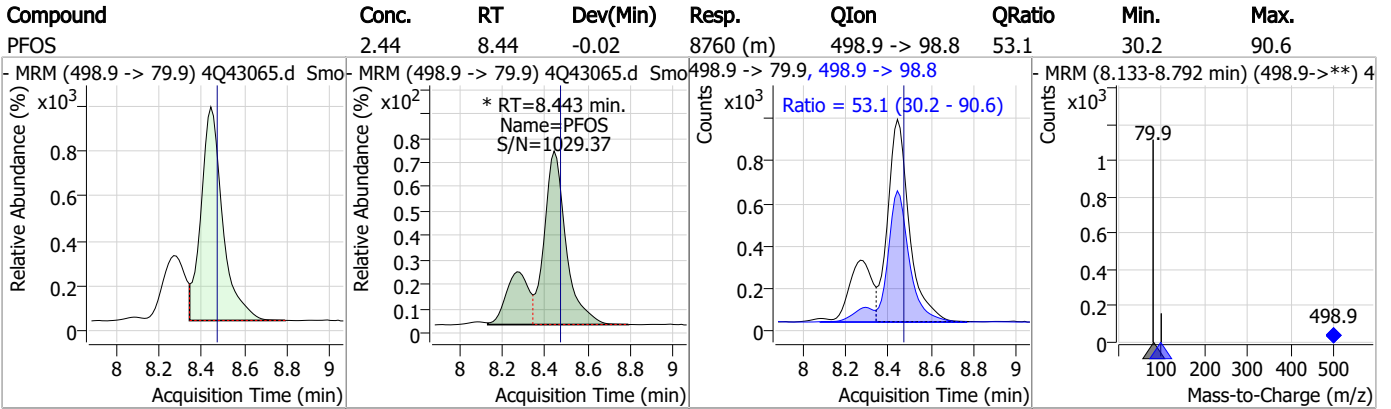 Compound Conc. RT Dev(Min) Resp. QIon QRatio Min. Max.
PFOS 2.44 8.44 -0.02 8760 (m) 498.9 -> 98.8 53.1 30.2 90.6
- MRM (498.9 -> 79.9) 4Q43065.d Smo
x10³
Relative Abundance (%)
0.8
0.6
0.4
0.2
0
8 8.2 8.4 8.6 8.8 9
Acquisition Time (min)
- MRM (498.9 -> 79.9) 4Q43065.d Smo
x10²
* RT=8.443 min.
Name=PFOS
S/N=1029.37
Relative Abundance (%)
0.8
0.7
0.6
0.5
0.4
0.3
0.2
0.1
0
8 8.2 8.4 8.6 8.8 9
Acquisition Time (min)
498.9 -> 79.9, 498.9 -> 98.8
x10³
Ratio = 53.1 (30.2 - 90.6)
Counts
0.8
0.6
0.4
0.2
0
8 8.2 8.4 8.6 8.8 9
Acquisition Time (min)
- MRM (8.133-8.792 min) (498.9->**) 4
x10³
Counts
79.9
1
0.8
0.6
0.4
0.2
0
498.9
100 200 300 400 500
Mass-to-Charge (m/z)